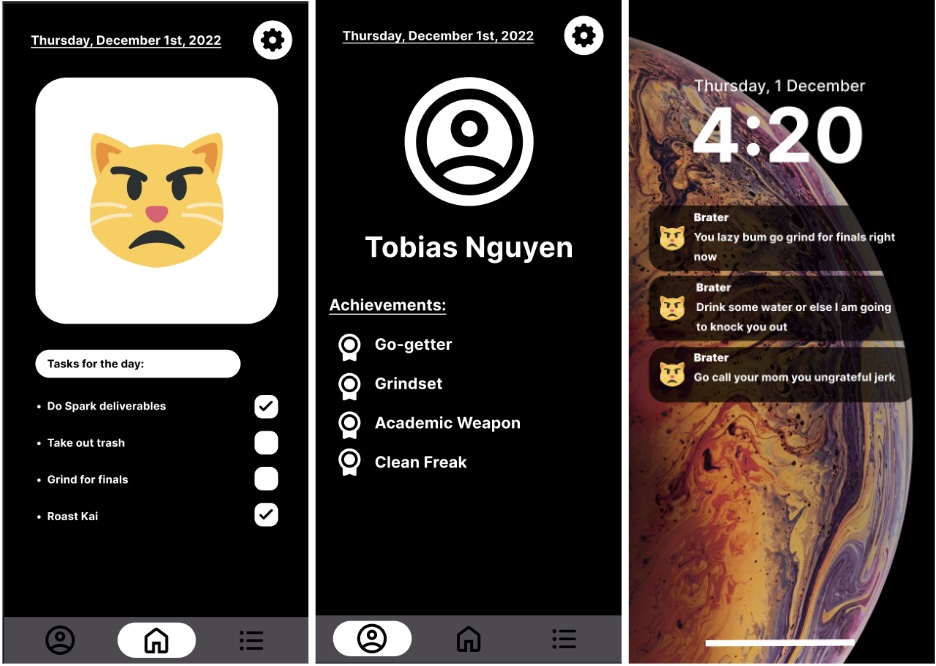 Thursday, December 1st, 2022
Tasks for the day:
• Do Spark deliverables
• Take out trash
• Grind for finals
• Roast Kai
Thursday, December 1st, 2022
Tobias Nguyen
Achievements:
Go-getter
Grindset
Academic Weapon
Clean Freak
Thursday, 1 December
4:20
Brater
You lazy bum go grind for finals right
now
Brater
Drink some water or else I am going
to knock you out
Brater
Go call your mom you ungrateful jerk